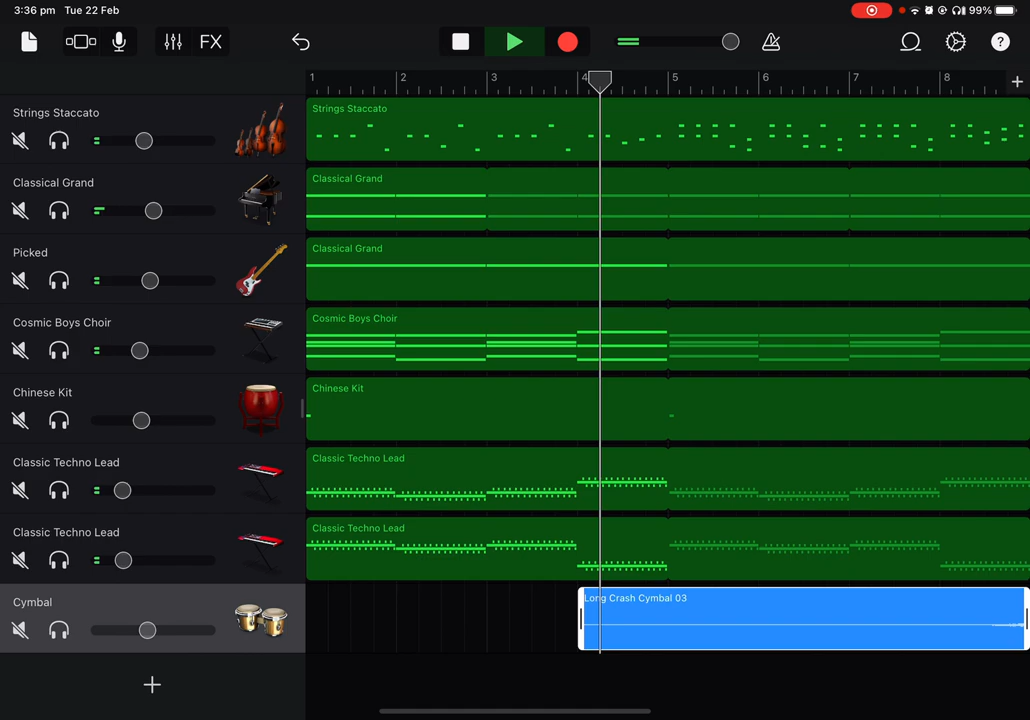 3:36 pm Tue 22 Feb
99%
FX
?
1 2 3 4 5 6 7 8 +
Strings Staccato
Strings Staccato
Classical Grand
Classical Grand
Picked
Classical Grand
Cosmic Boys Choir
Cosmic Boys Choir
Chinese Kit
Chinese Kit
Classic Techno Lead
Classic Techno Lead
Classic Techno Lead
Classic Techno Lead
Cymbal
Long Crash Cymbal 03
+